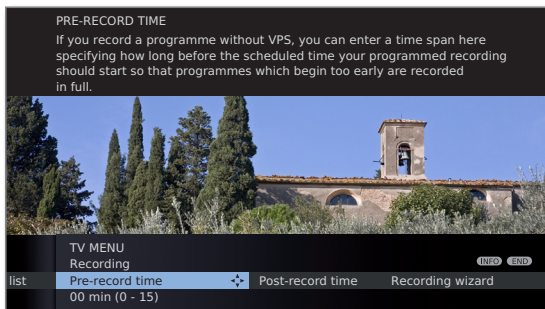 PRE-RECORD TIME
If you record a programme without VPS, you can enter a time span here
specifying how long before the scheduled time your programmed recording
should start so that programmes which begin too early are recorded
in full.
TV MENU
Recording
INFO END
list Pre-record time Post-record time Recording wizard
00 min (0 - 15)